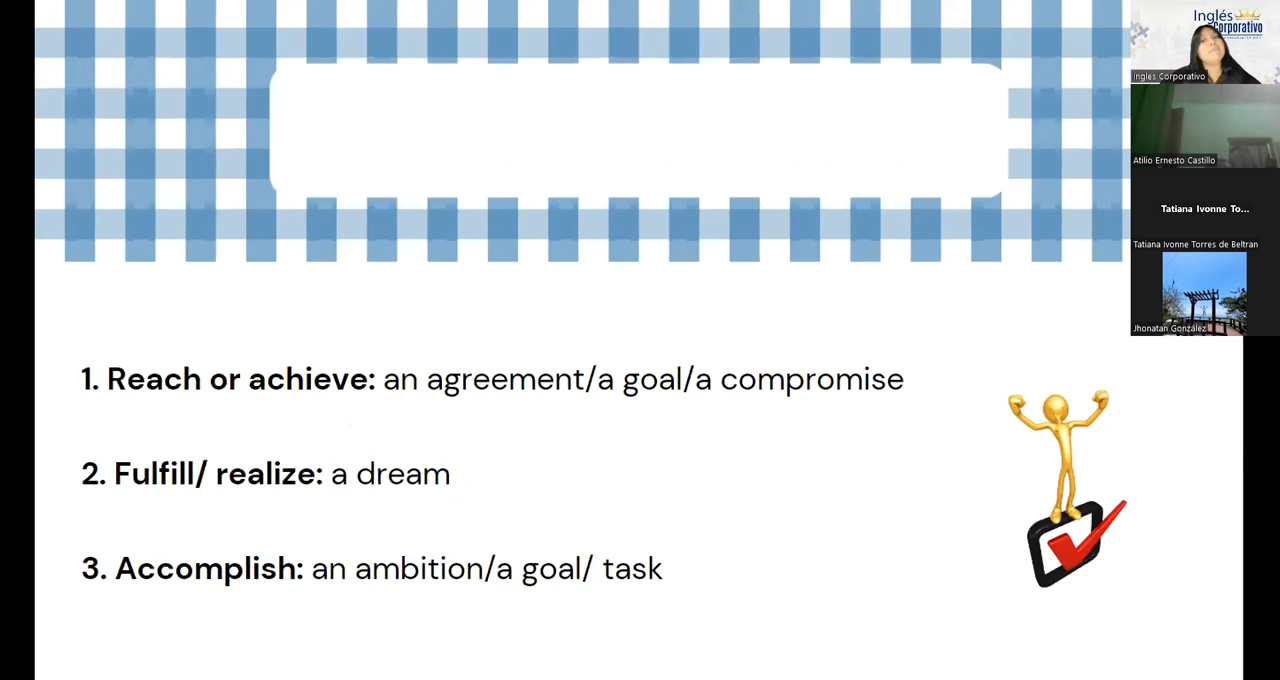 Inglés
Corporativo
Ingles Corporativo
Atilio Ernesto Castillo
Tatiana Ivonne To...
Tatiana Ivonne Torres de Beltran
Jhonatan González
1. Reach or achieve: an agreement/a goal/a compromise
2. Fulfill/ realize: a dream
3. Accomplish: an ambition/a goal/ task